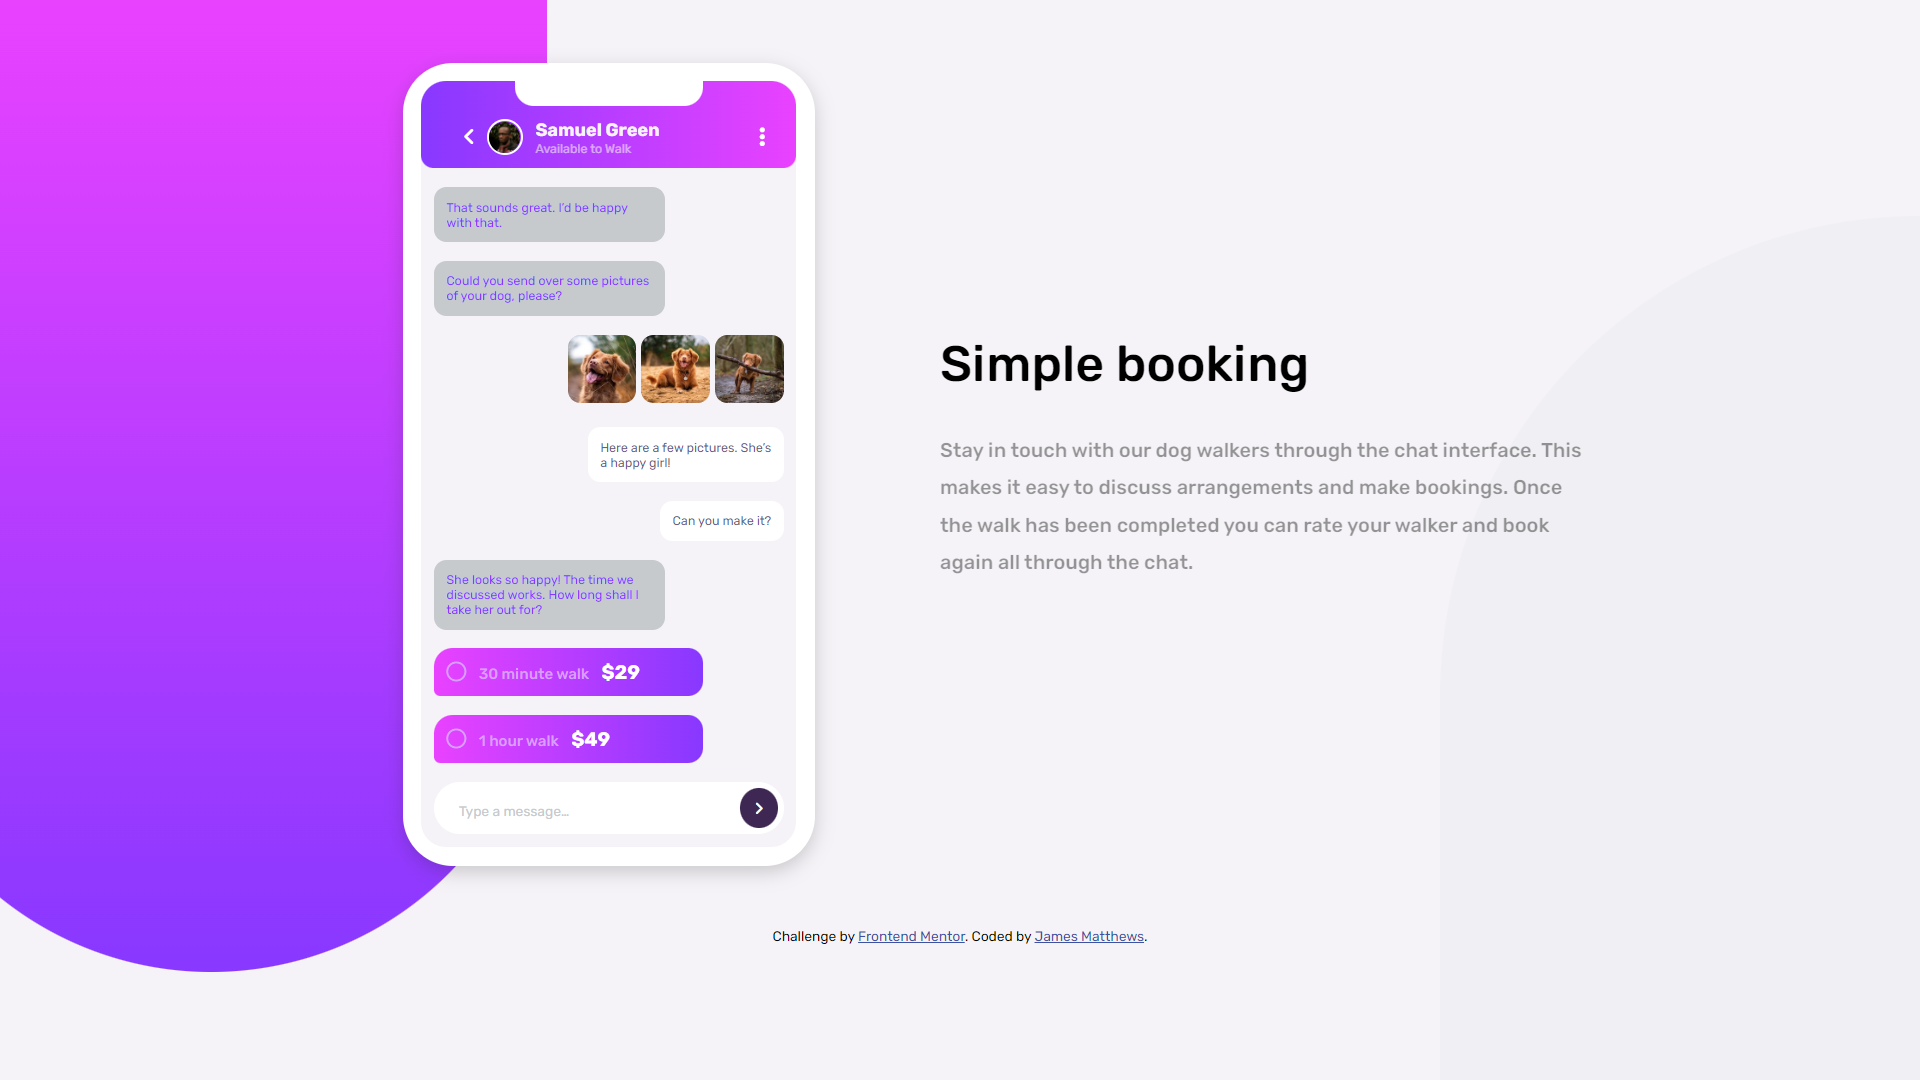 Samuel Green
Available to Walk
That sounds great. I'd be happy
with that.
Could you send over some pictures
of your dog, please?
Here are a few pictures. She's
a happy girl!
Can you make it?
She looks so happy! The time we
discussed works. How long shall I
take her out for?
30 minute walk $29
1 hour walk $49
Type a message…
Simple booking
Stay in touch with our dog walkers through the chat interface. This
makes it easy to discuss arrangements and make bookings. Once
the walk has been completed you can rate your walker and book
again all through the chat.
Challenge by Frontend Mentor. Coded by James Matthews.